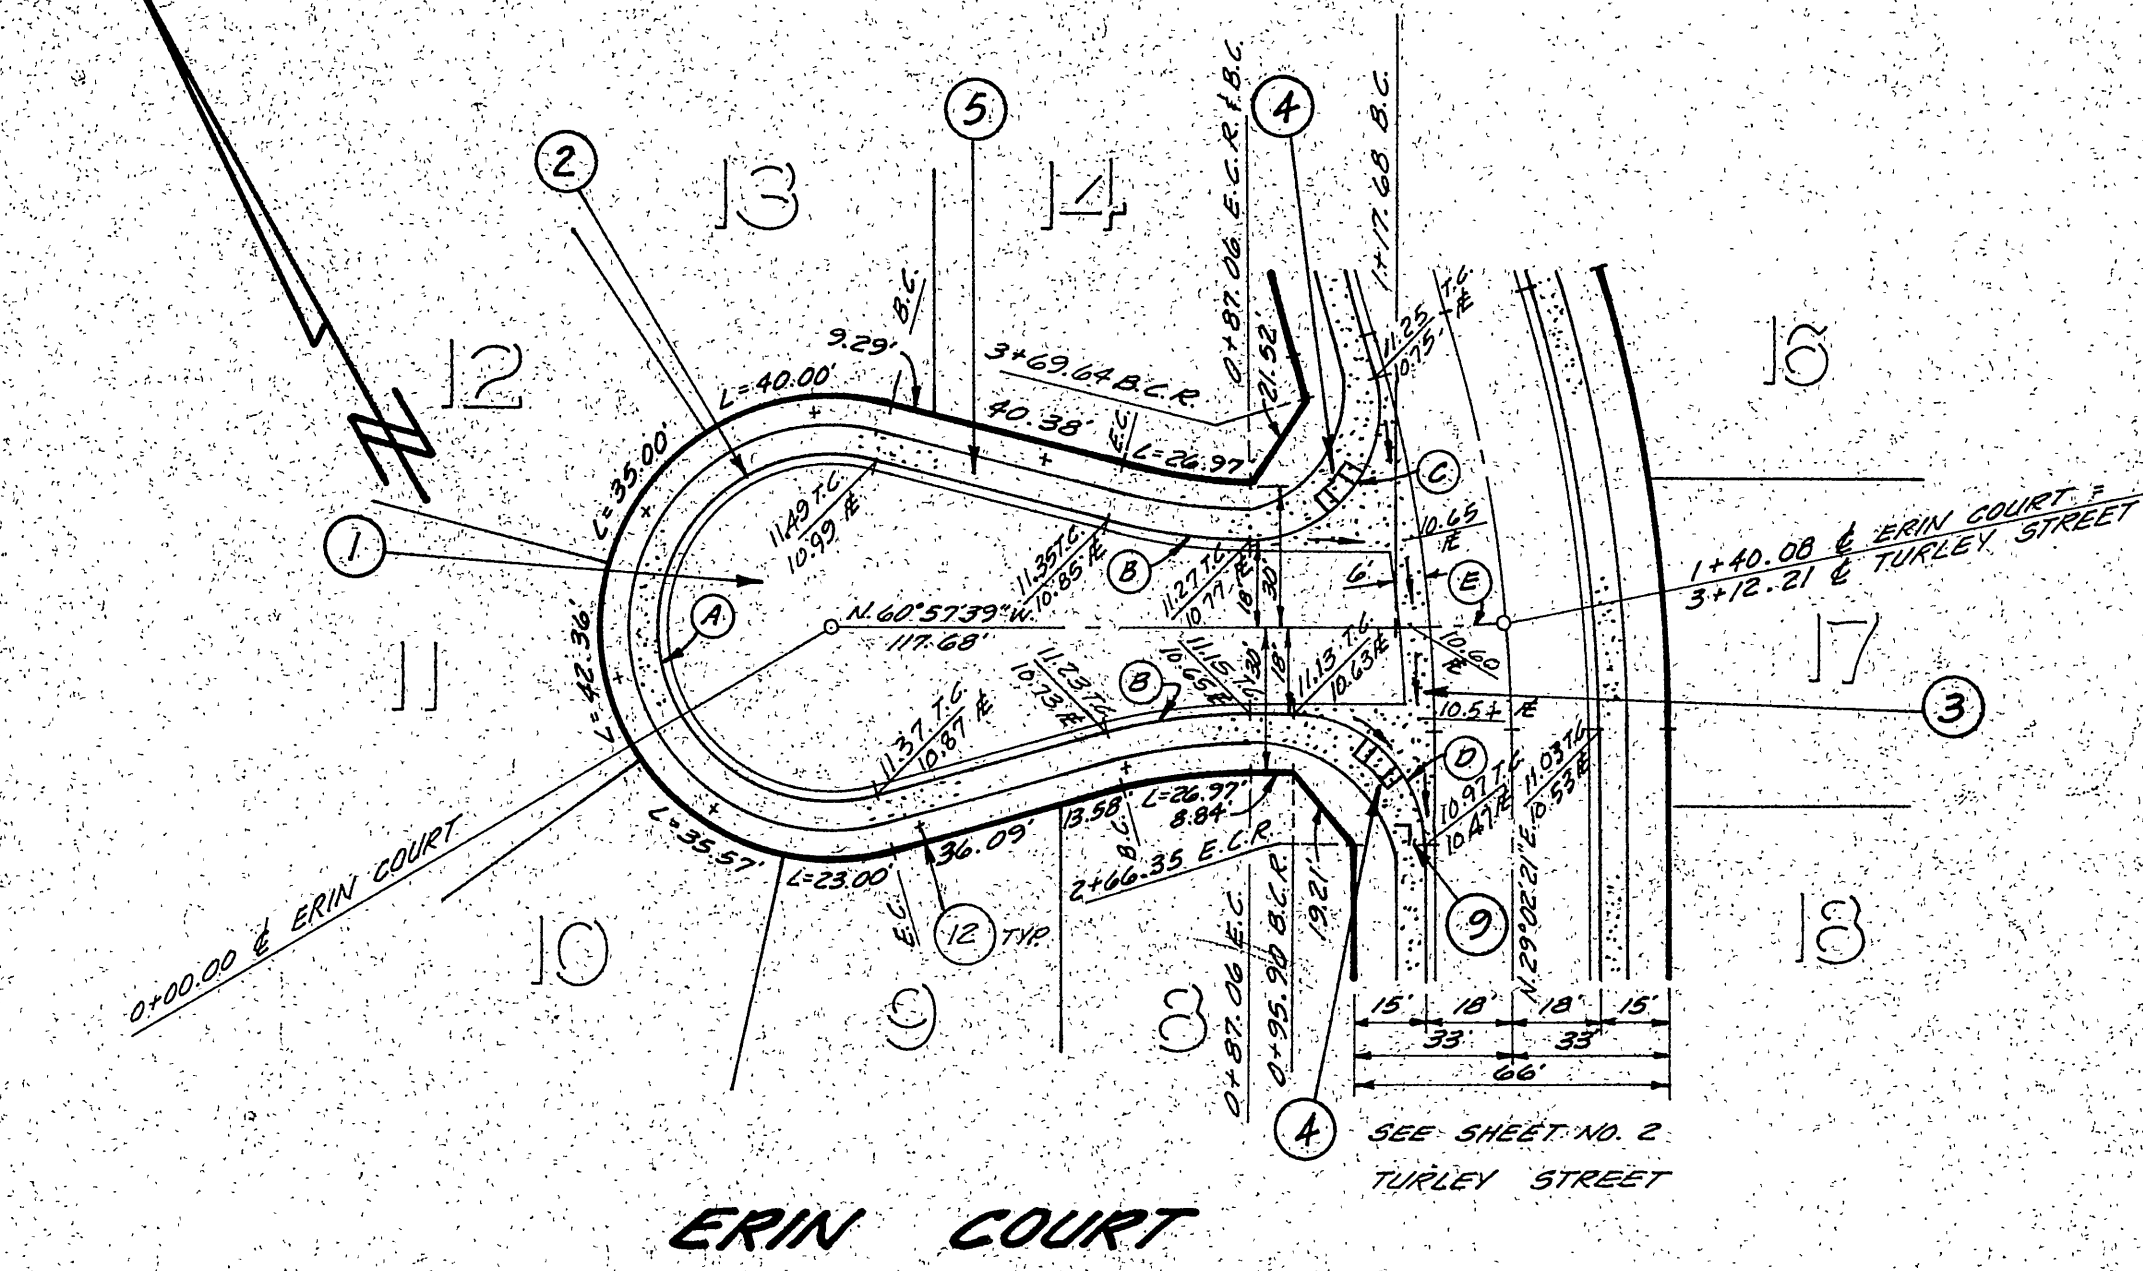 5
4
2
13
14
0+87.06 E.C.R. & B.C.
1+17.68 B.C.
B.C.
9.29'
12
L=40.00'
3+69.64 B.C.R.
21.52'
11.25 T.C.
10.75 ℄
16
40.38'
E.C.
L=26.97'
L=35.00'
C
1
11.49 T.C.
10.99 ℄
11.35 T.C.
10.85 ℄
B
11.27 T.C.
10.77 ℄
18'
30'
10.65
6'
E
1+40.08 ℄ ERIN COURT =
3+12.21 ℄ TURLEY STREET
A
N. 60°57'39" W.
117.68'
10.60
11
L=42.36'
17
11.37 T.C.
10.87 ℄
11.23 T.C.
10.73 ℄
B
11.15 T.C.
10.65 ℄
30'
18'
11.13 T.C.
10.63 ℄
3
D
10.97 T.C.
10.47 ℄
11.03 T.C.
10.53 ℄
L=35.57'
L=23.00'
36.09'
13.58
B.C.
L=26.97'
8.84'
2+66.35 E.C.R.
19.21'
0+00.00 ℄ ERIN COURT
10
E.C.
12 TYP.
9
8
0+87.06 E.C.
0+95.90 B.C.R.
9
N. 29°02'21" E.
18
15' 18' 18' 15'
33' 33'
66'
4
SEE SHEET NO. 2
TURLEY STREET
ERIN COURT